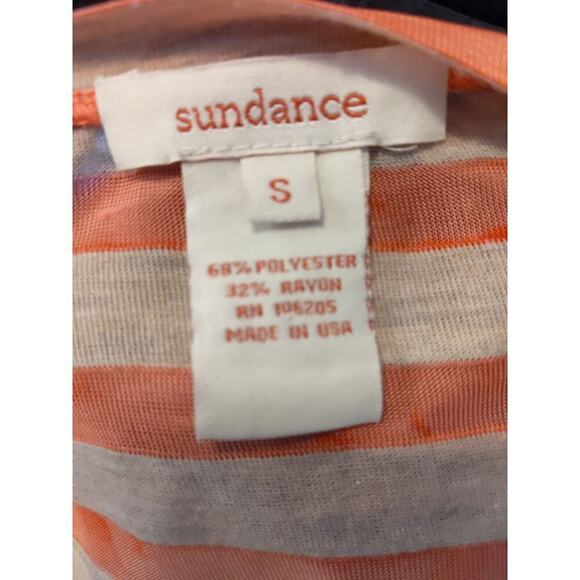 sundance
S
68% POLYESTER
32% RAYON
RN 106205
MADE IN USA